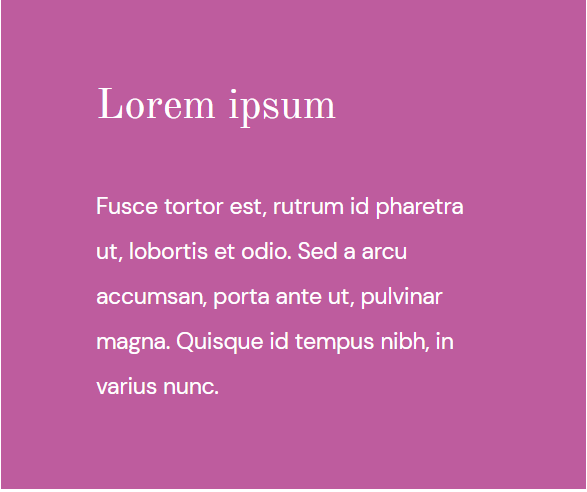 Lorem ipsum
Fusce tortor est, rutrum id pharetra
ut, lobortis et odio. Sed a arcu
accumsan, porta ante ut, pulvinar
magna. Quisque id tempus nibh, in
varius nunc.